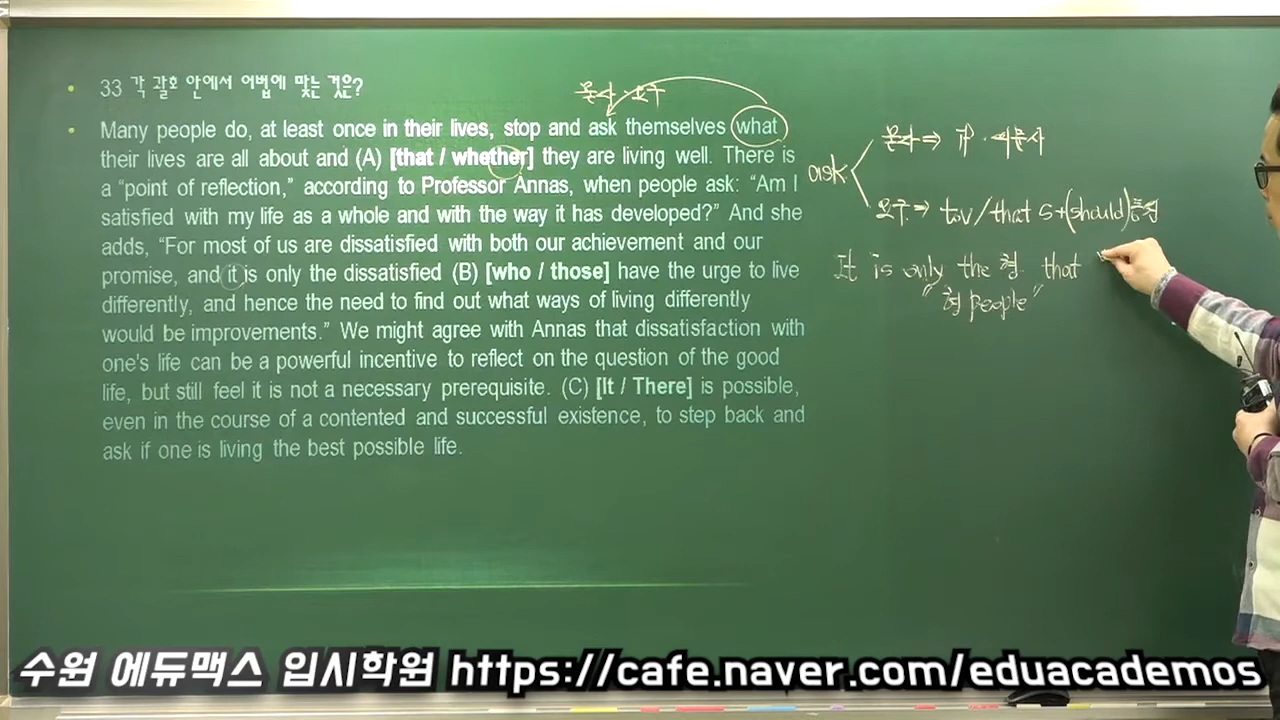 33 각 괄호 안에서 어법에 맞는 것은?
Many people do, at least once in their lives, stop and ask themselves what
their lives are all about and (A) [that / whether] they are living well. There is
a “point of reflection,” according to Professor Annas, when people ask: “Am I
satisfied with my life as a whole and with the way it has developed?” And she
adds, “For most of us are dissatisfied with both our achievement and our
promise, and it is only the dissatisfied (B) [who / those] have the urge to live
differently, and hence the need to find out what ways of living differently
would be improvements.” We might agree with Annas that dissatisfaction with
one's life can be a powerful incentive to reflect on the question of the good
life, but still feel it is not a necessary prerequisite. (C) [It / There] is possible,
even in the course of a contented and successful existence, to step back and
ask if one is living the best possible life.
묻다 · 요구
ask
묻다 ⇒ if · 의문사
요구 ⇒ to v / that S+(should)동원
It is only the 형 that
" 형 people "
수원 에듀맥스 입시학원 https://cafe.naver.com/eduacademos